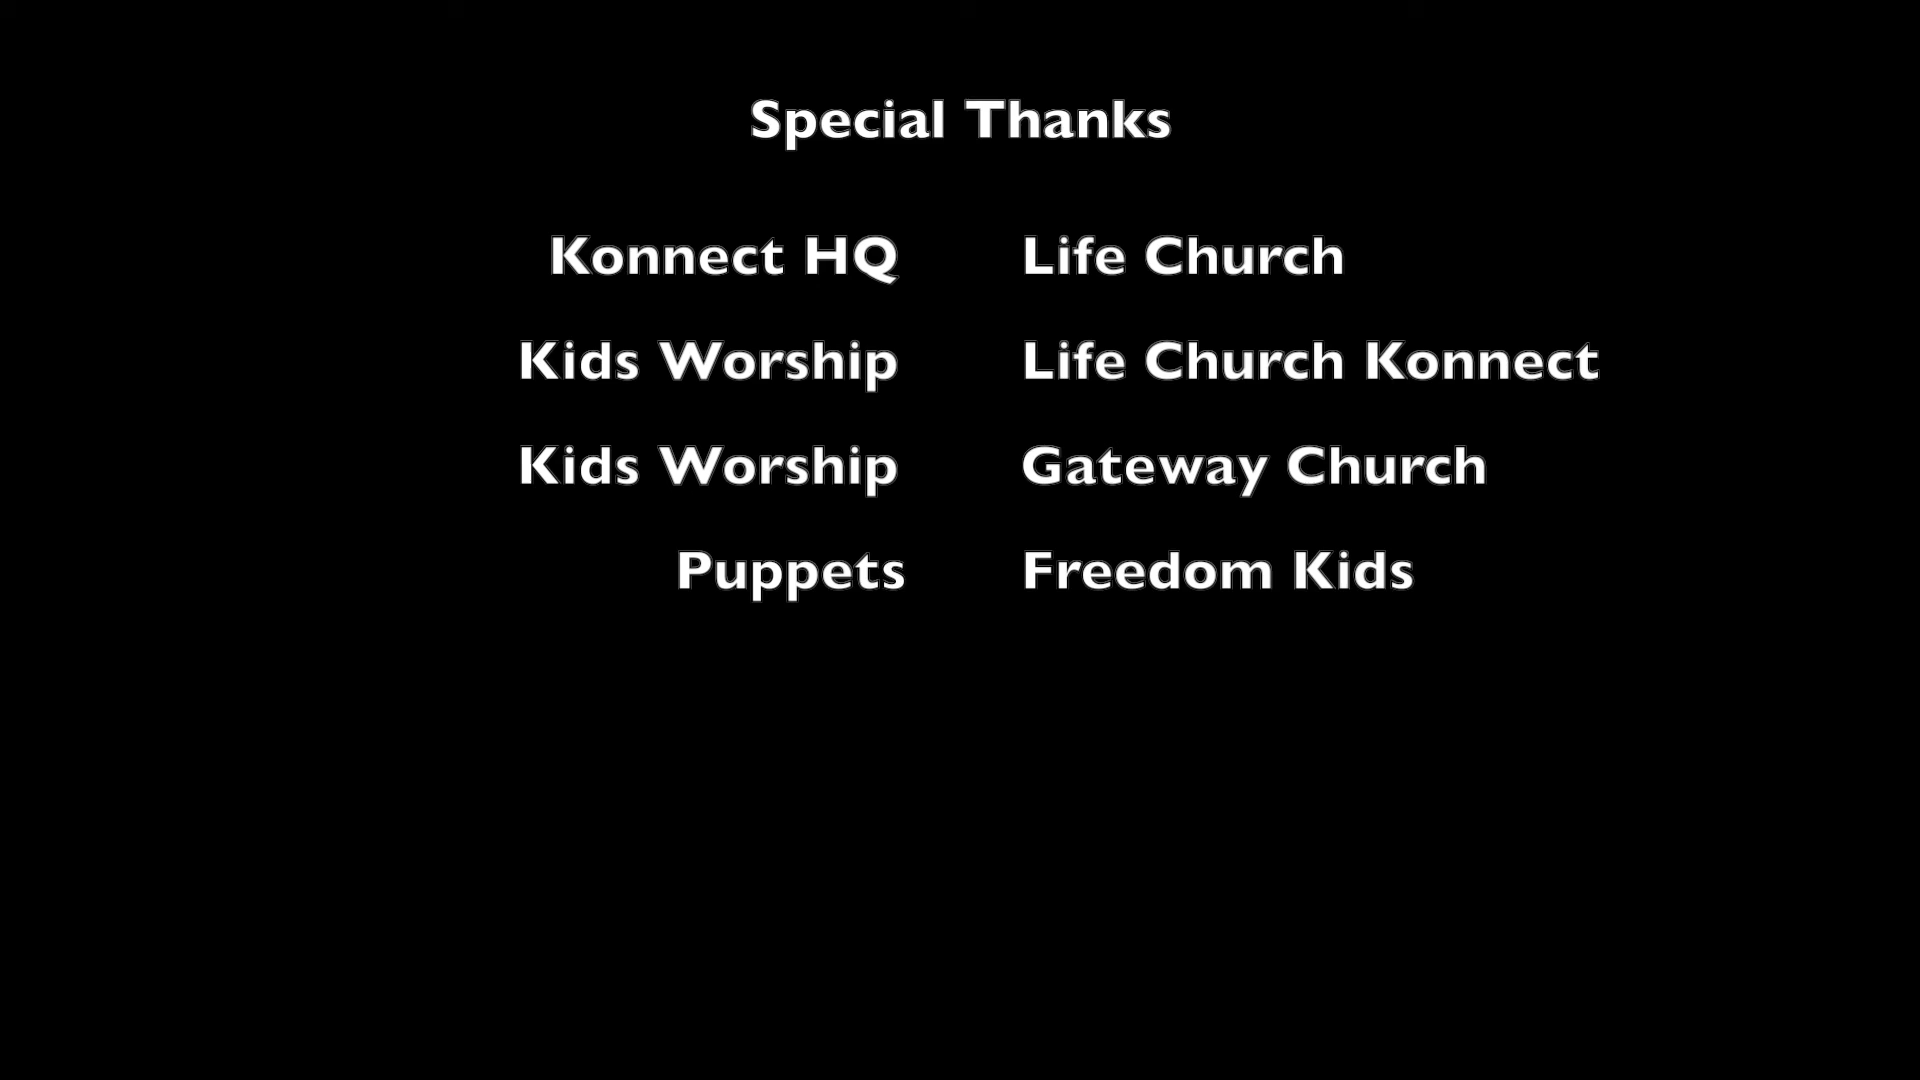 Special Thanks
Konnect HQ Life Church
Kids Worship Life Church Konnect
Kids Worship Gateway Church
Puppets Freedom Kids